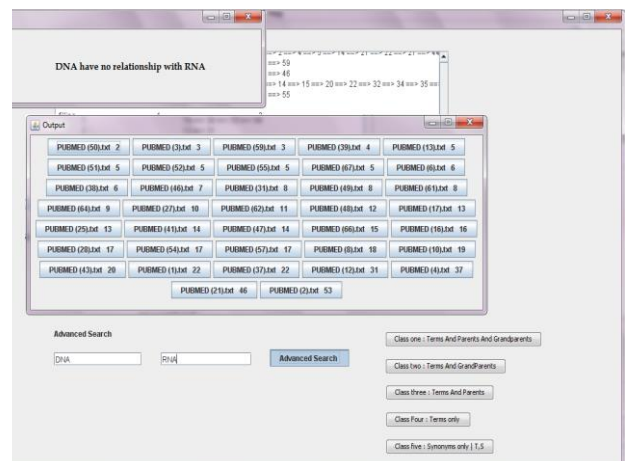 DNA have no relationship with RNA
==> 59
==> 46
==> 14 ==> 15 ==> 20 ==> 22 ==> 32 ==> 34 ==> 35 ==>
==> 55
Output
PUBMED (50).txt 2 PUBMED (3).txt 3 PUBMED (59).txt 3 PUBMED (39).txt 4 PUBMED (13).txt 5
PUBMED (51).txt 5 PUBMED (52).txt 5 PUBMED (55).txt 5 PUBMED (67).txt 5 PUBMED (6).txt 6
PUBMED (38).txt 6 PUBMED (46).txt 7 PUBMED (31).txt 8 PUBMED (49).txt 8 PUBMED (61).txt 8
PUBMED (64).txt 9 PUBMED (27).txt 10 PUBMED (62).txt 11 PUBMED (48).txt 12 PUBMED (17).txt 13
PUBMED (25).txt 13 PUBMED (41).txt 14 PUBMED (47).txt 14 PUBMED (66).txt 15 PUBMED (16).txt 16
PUBMED (28).txt 17 PUBMED (54).txt 17 PUBMED (57).txt 17 PUBMED (8).txt 18 PUBMED (10).txt 19
PUBMED (43).txt 20 PUBMED (1).txt 22 PUBMED (37).txt 22 PUBMED (12).txt 31 PUBMED (4).txt 37
PUBMED (21).txt 46 PUBMED (2).txt 53
Advanced Search
DNA RNA Advanced Search
Class one : Terms And Parents And Grandparents
Class two : Terms And GrandParents
Class three : Terms And Parents
Class Four : Terms only
Class five : Synonyms only | T,S